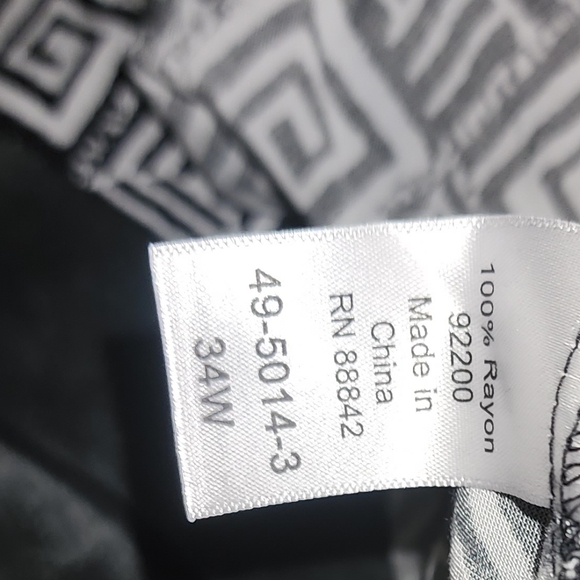 100% Rayon
92200
Made in
China
RN 88842
49-5014-3
34W